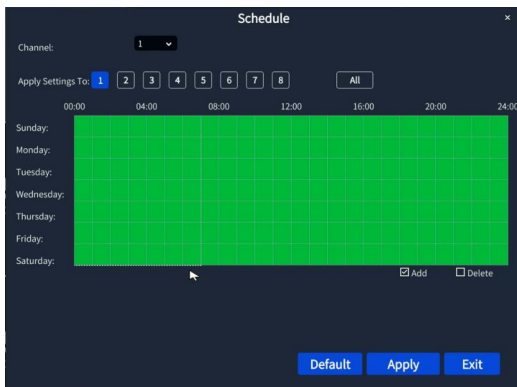 Schedule ×
Channel: 1
Apply Settings To: 1 2 3 4 5 6 7 8 All
00:00 04:00 08:00 12:00 16:00 20:00 24:00
Sunday:
Monday:
Tuesday:
Wednesday:
Thursday:
Friday:
Saturday:
Add Delete
Default Apply Exit